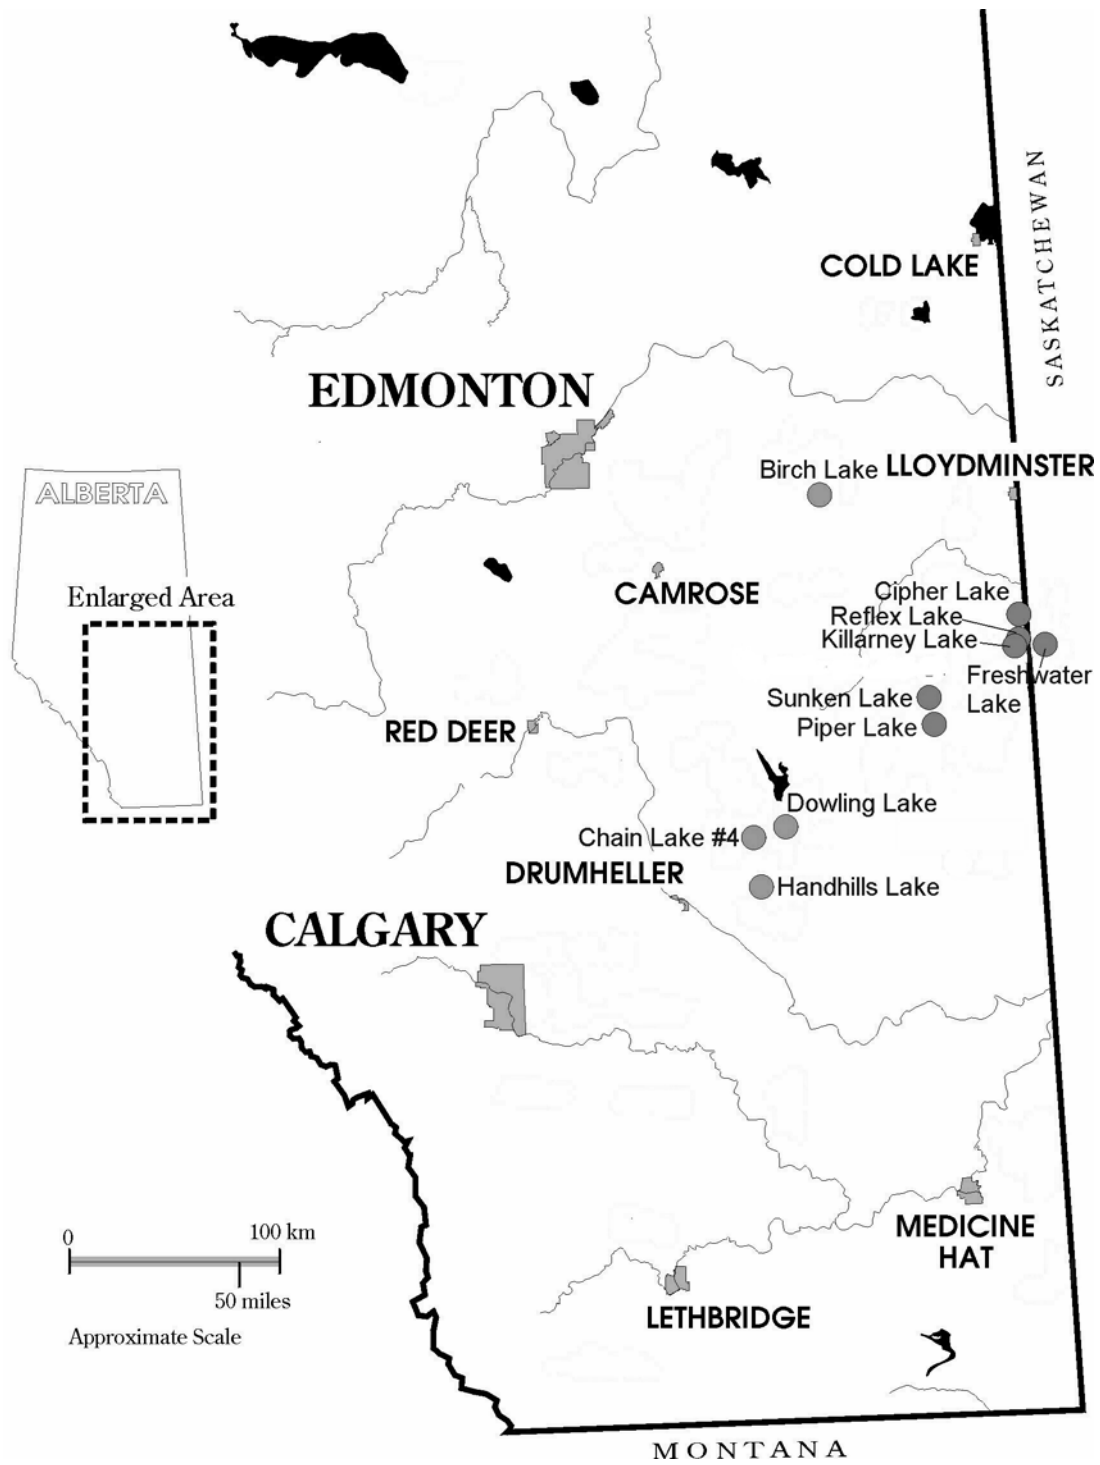 SASKATCHEWAN
COLD LAKE
EDMONTON
Birch Lake
LLOYDMINSTER
ALBERTA
Enlarged Area
CAMROSE
Cipher Lake
Reflex Lake
Killarney Lake
Freshwater
Lake
Sunken Lake
Piper Lake
RED DEER
Dowling Lake
Chain Lake #4
DRUMHELLER
Handhills Lake
CALGARY
MEDICINE
HAT
0
100 km
50 miles
Approximate Scale
LETHBRIDGE
MONTANA